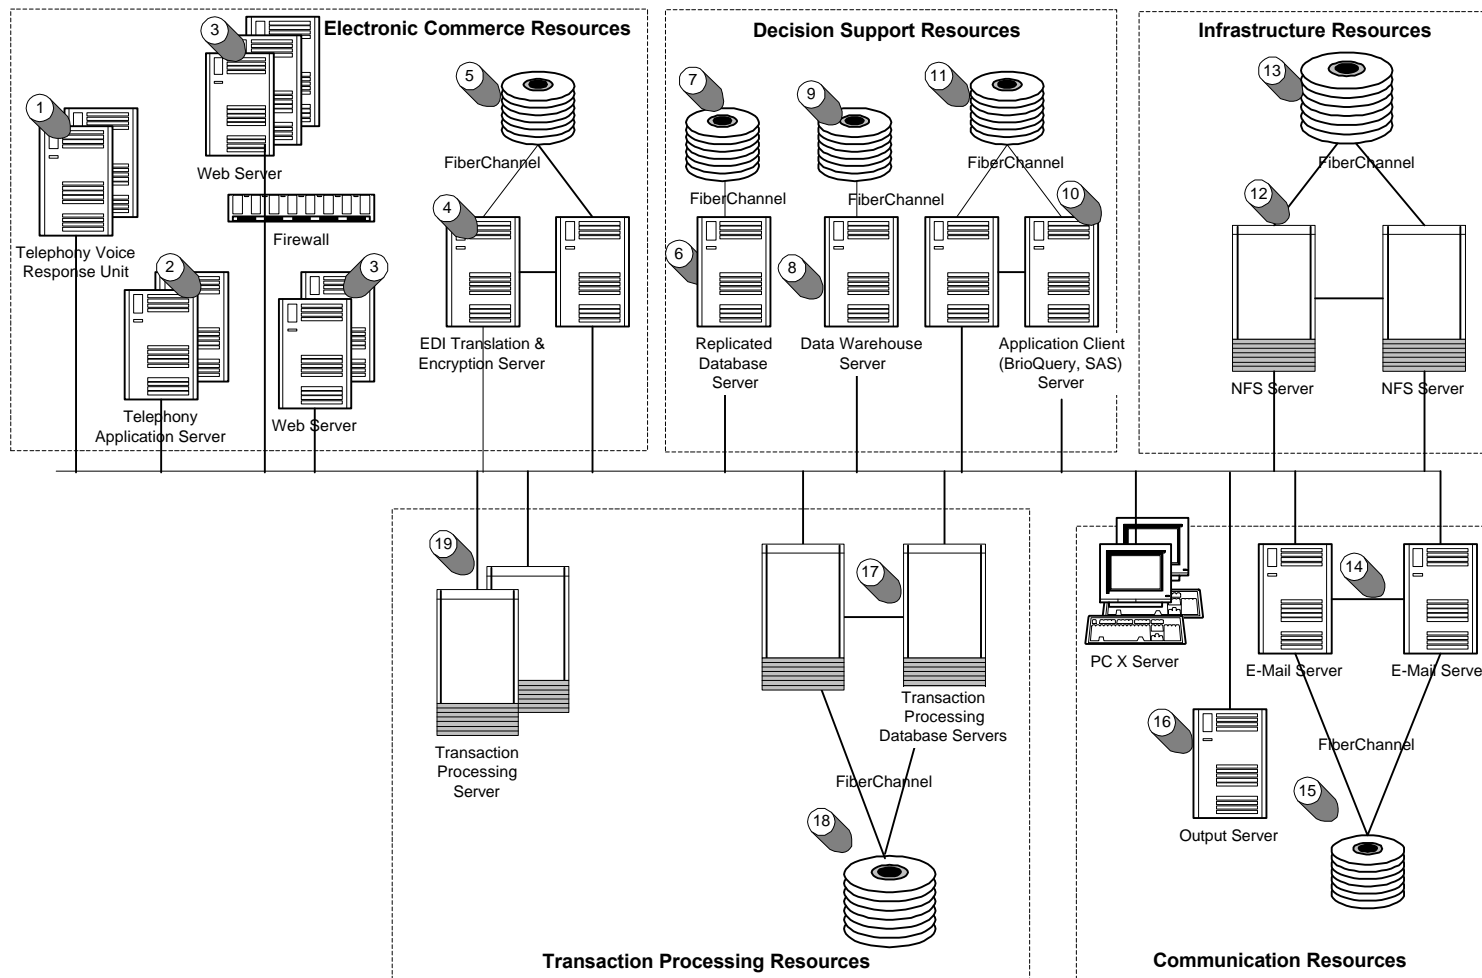 Electronic Commerce Resources
3
1
Web Server
Telephony Voice
Response Unit
Firewall
2
Telephony
Application Server
3
Web Server
5
FiberChannel
4
EDI Translation &
Encryption Server
Decision Support Resources
7
FiberChannel
6
Replicated
Database
Server
9
FiberChannel
8
Data Warehouse
Server
11
FiberChannel
10
Application Client
(BrioQuery, SAS)
Server
Infrastructure Resources
13
FiberChannel
12
NFS Server
NFS Server
19
Transaction
Processing
Server
17
Transaction
Processing
Database Servers
FiberChannel
18
Transaction Processing Resources
PC X Server
14
E-Mail Server
E-Mail Serve
16
Output Server
FiberChannel
15
Communication Resources